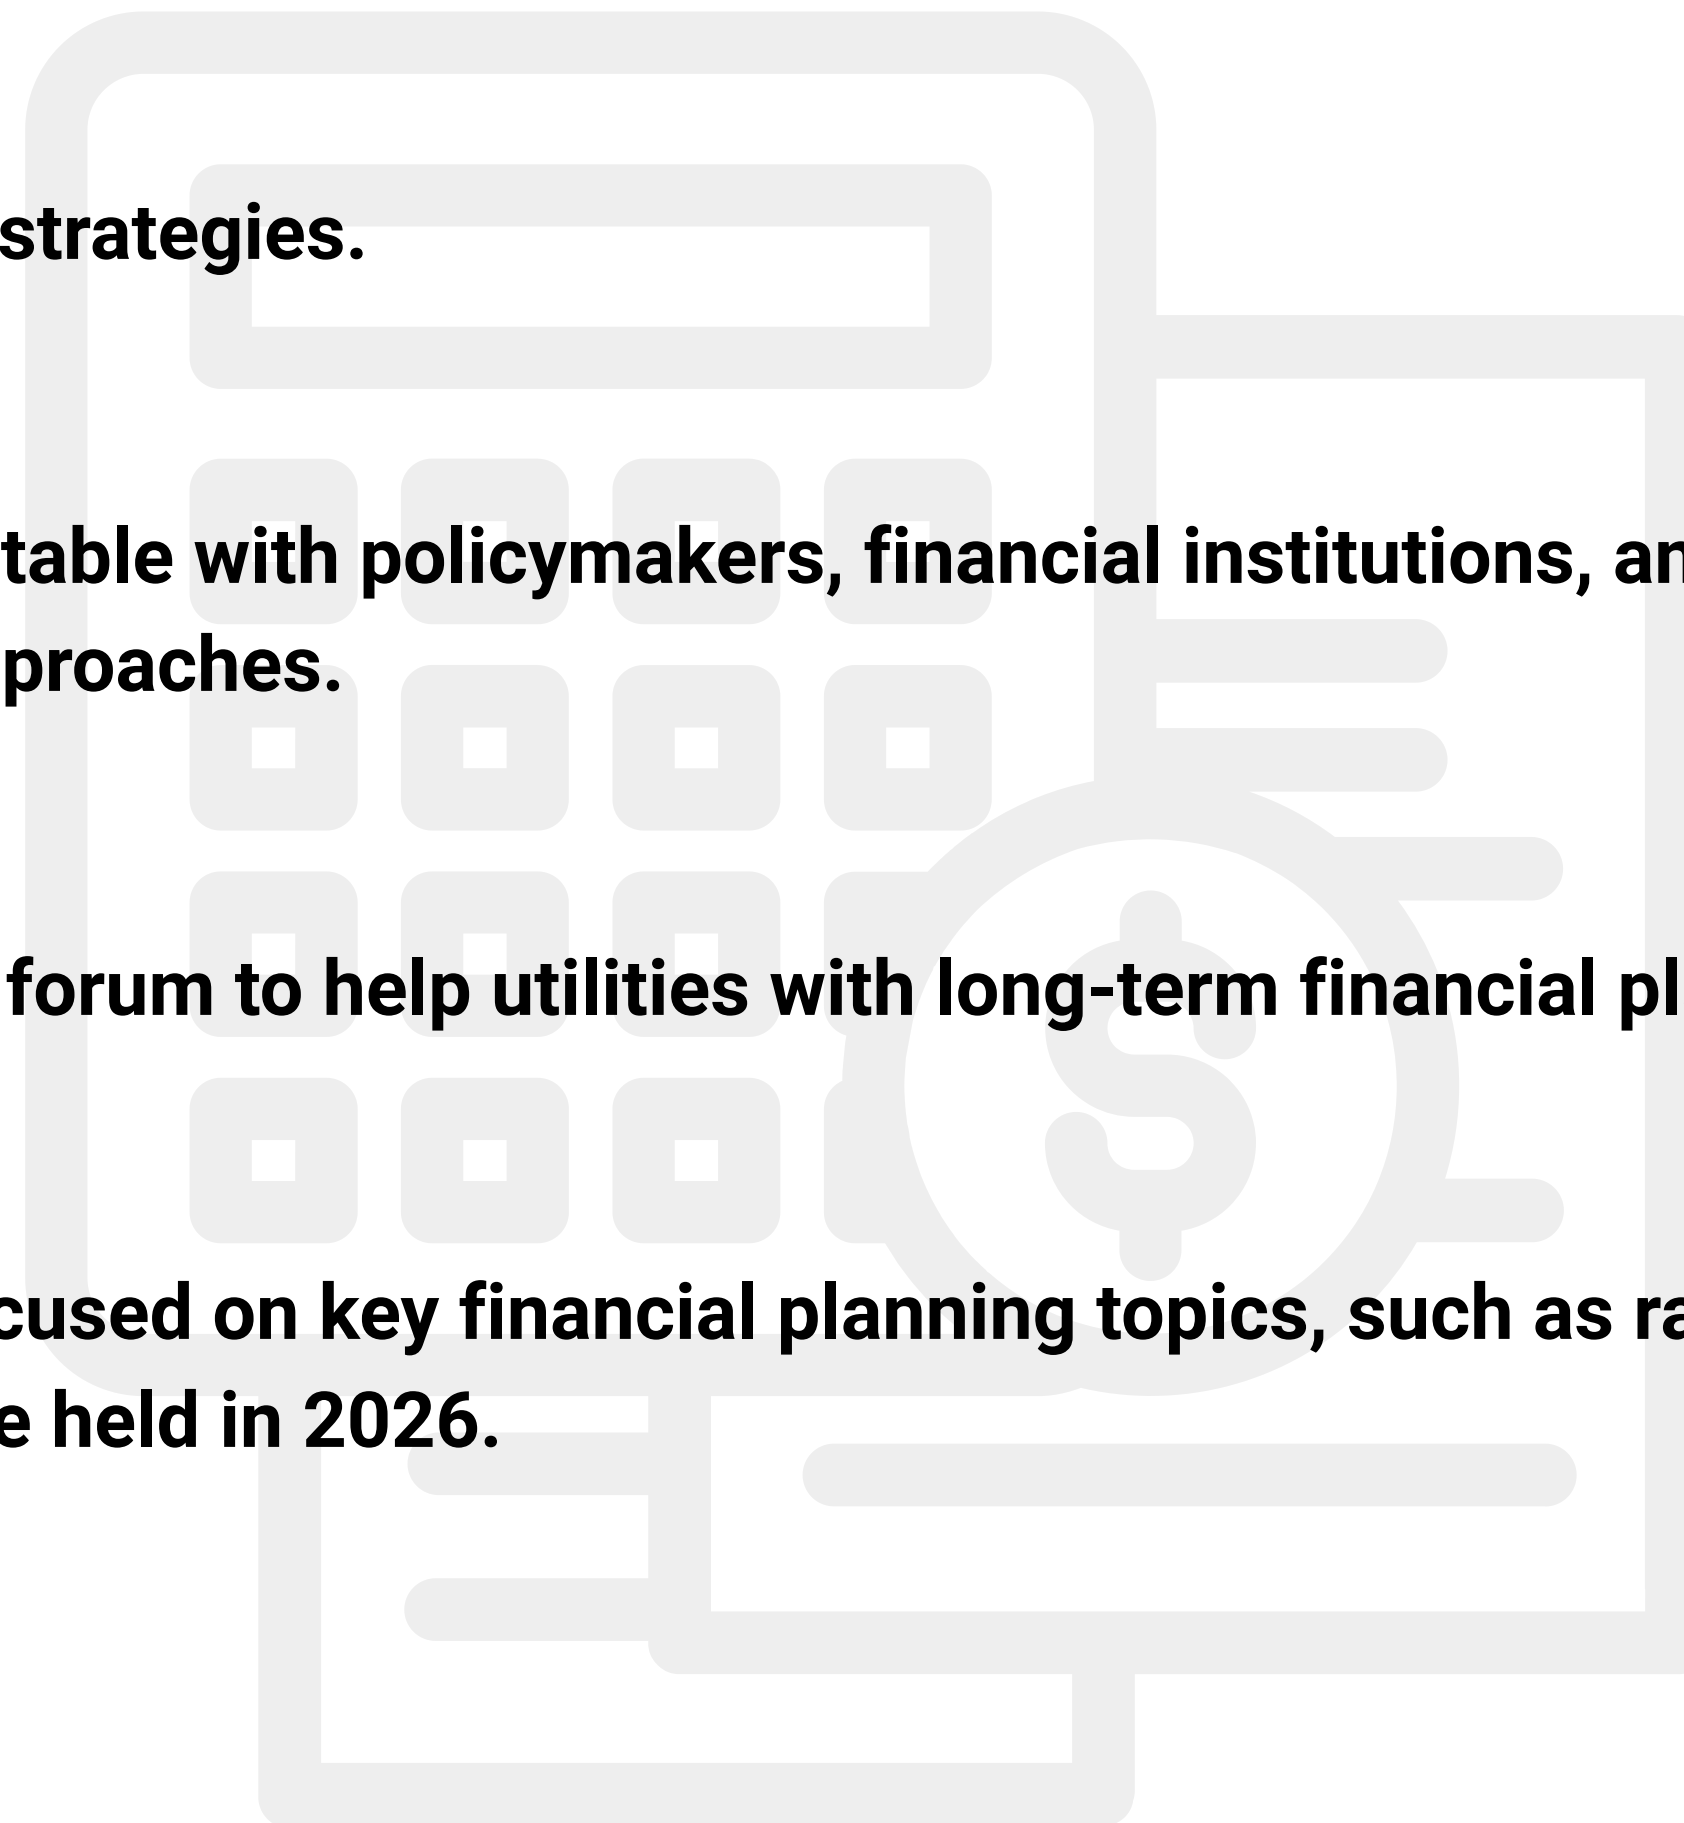 strategies.
table with policymakers, financial institutions, an
proaches.
forum to help utilities with long-term financial pl
cused on key financial planning topics, such as ra
e held in 2026.
$